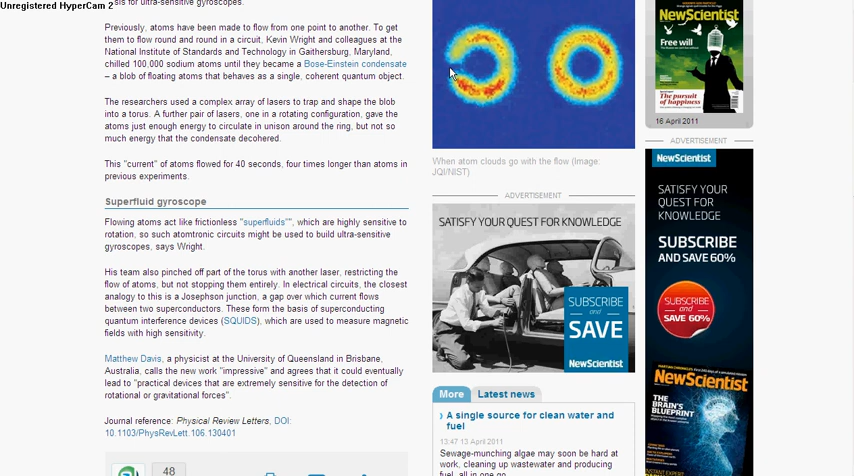 Unregistered HyperCam 2
sis for ultra-sensitive gyroscopes.
Previously, atoms have been made to flow from one point to another. To get
them to flow round and round in a circuit, Kevin Wright and colleagues at the
National Institute of Standards and Technology in Gaithersburg, Maryland,
chilled 100,000 sodium atoms until they became a Bose-Einstein condensate
– a blob of floating atoms that behaves as a single, coherent quantum object.
The researchers used a complex array of lasers to trap and shape the blob
into a torus. A further pair of lasers, one in a rotating configuration, gave the
atoms just enough energy to circulate in unison around the ring, but not so
much energy that the condensate decohered.
This "current" of atoms flowed for 40 seconds, four times longer than atoms in
previous experiments.
Superfluid gyroscope
Flowing atoms act like frictionless "superfluids"", which are highly sensitive to
rotation, so such atomtronic circuits might be used to build ultra-sensitive
gyroscopes, says Wright.
His team also pinched off part of the torus with another laser, restricting the
flow of atoms, but not stopping them entirely. In electrical circuits, the closest
analogy to this is a Josephson junction, a gap over which current flows
between two superconductors. These form the basis of superconducting
quantum interference devices (SQUIDS), which are used to measure magnetic
fields with high sensitivity.
Matthew Davis, a physicist at the University of Queensland in Brisbane,
Australia, calls the new work "impressive" and agrees that it could eventually
lead to "practical devices that are extremely sensitive for the detection of
rotational or gravitational forces".
Journal reference: Physical Review Letters, DOI:
10.1103/PhysRevLett.106.130401
48
When atom clouds go with the flow (Image:
JQI/NIST)
ADVERTISEMENT
SATISFY YOUR QUEST FOR KNOWLEDGE
SUBSCRIBE
and
SAVE
NewScientist
More
Latest news
A single source for clean water and
fuel
13:47 13 April 2011
Sewage-munching algae may soon be hard at
work, cleaning up wastewater and producing
fuel, all in one go
NewScientist
Free will
The pursuit
of happiness
16 April 2011
ADVERTISEMENT
NewScientist
SATISFY YOUR
QUEST FOR
KNOWLEDGE
SUBSCRIBE
AND SAVE 60%
SUBSCRIBE
and
SAVE 60%
NewScientist
THE
BRAIN'S
BLUEPRINT